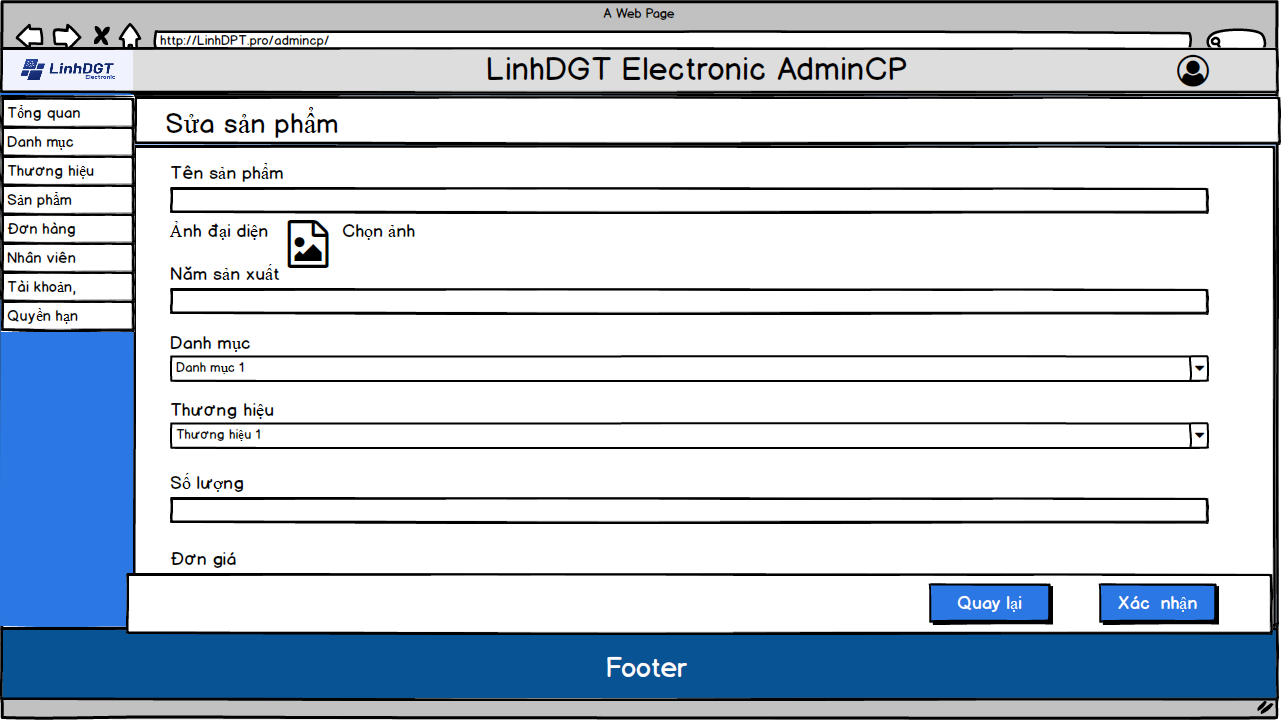 A Web Page
http://LinhDPT.pro/admincp/
LinhDGT
Electronic
LinhDGT Electronic AdminCP
Tổng quan
Danh mục
Thương hiệu
Sản phẩm
Đơn hàng
Nhân viên
Tài khoản,
Quyền hạn
Sửa sản phẩm
Tên sản phẩm
Ảnh đại diện
Chọn ảnh
Năm sản xuất
Danh mục
Danh mục 1
Thương hiệu
Thương hiệu 1
Số lượng
Đơn giá
Quay lại
Xác nhận
Footer